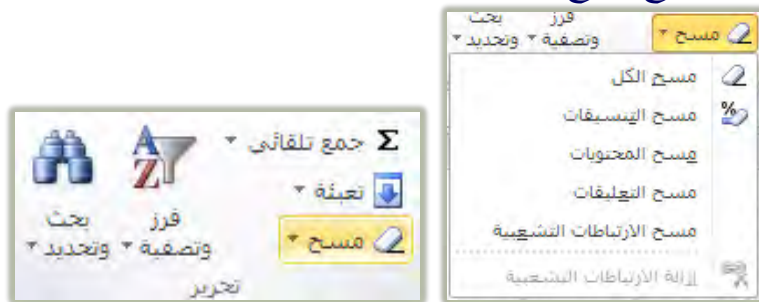 مسح
فرز وتصفية
بحث وتحديد
مسح الكل
مسح التنسيقات
مسح المحتويات
مسح التعليقات
مسح الارتباطات التشعبية
إزالة الارتباطات التشعبية
Σ جمع تلقائي
تعبئة
مسح
فرز وتصفية
بحث وتحديد
تحرير